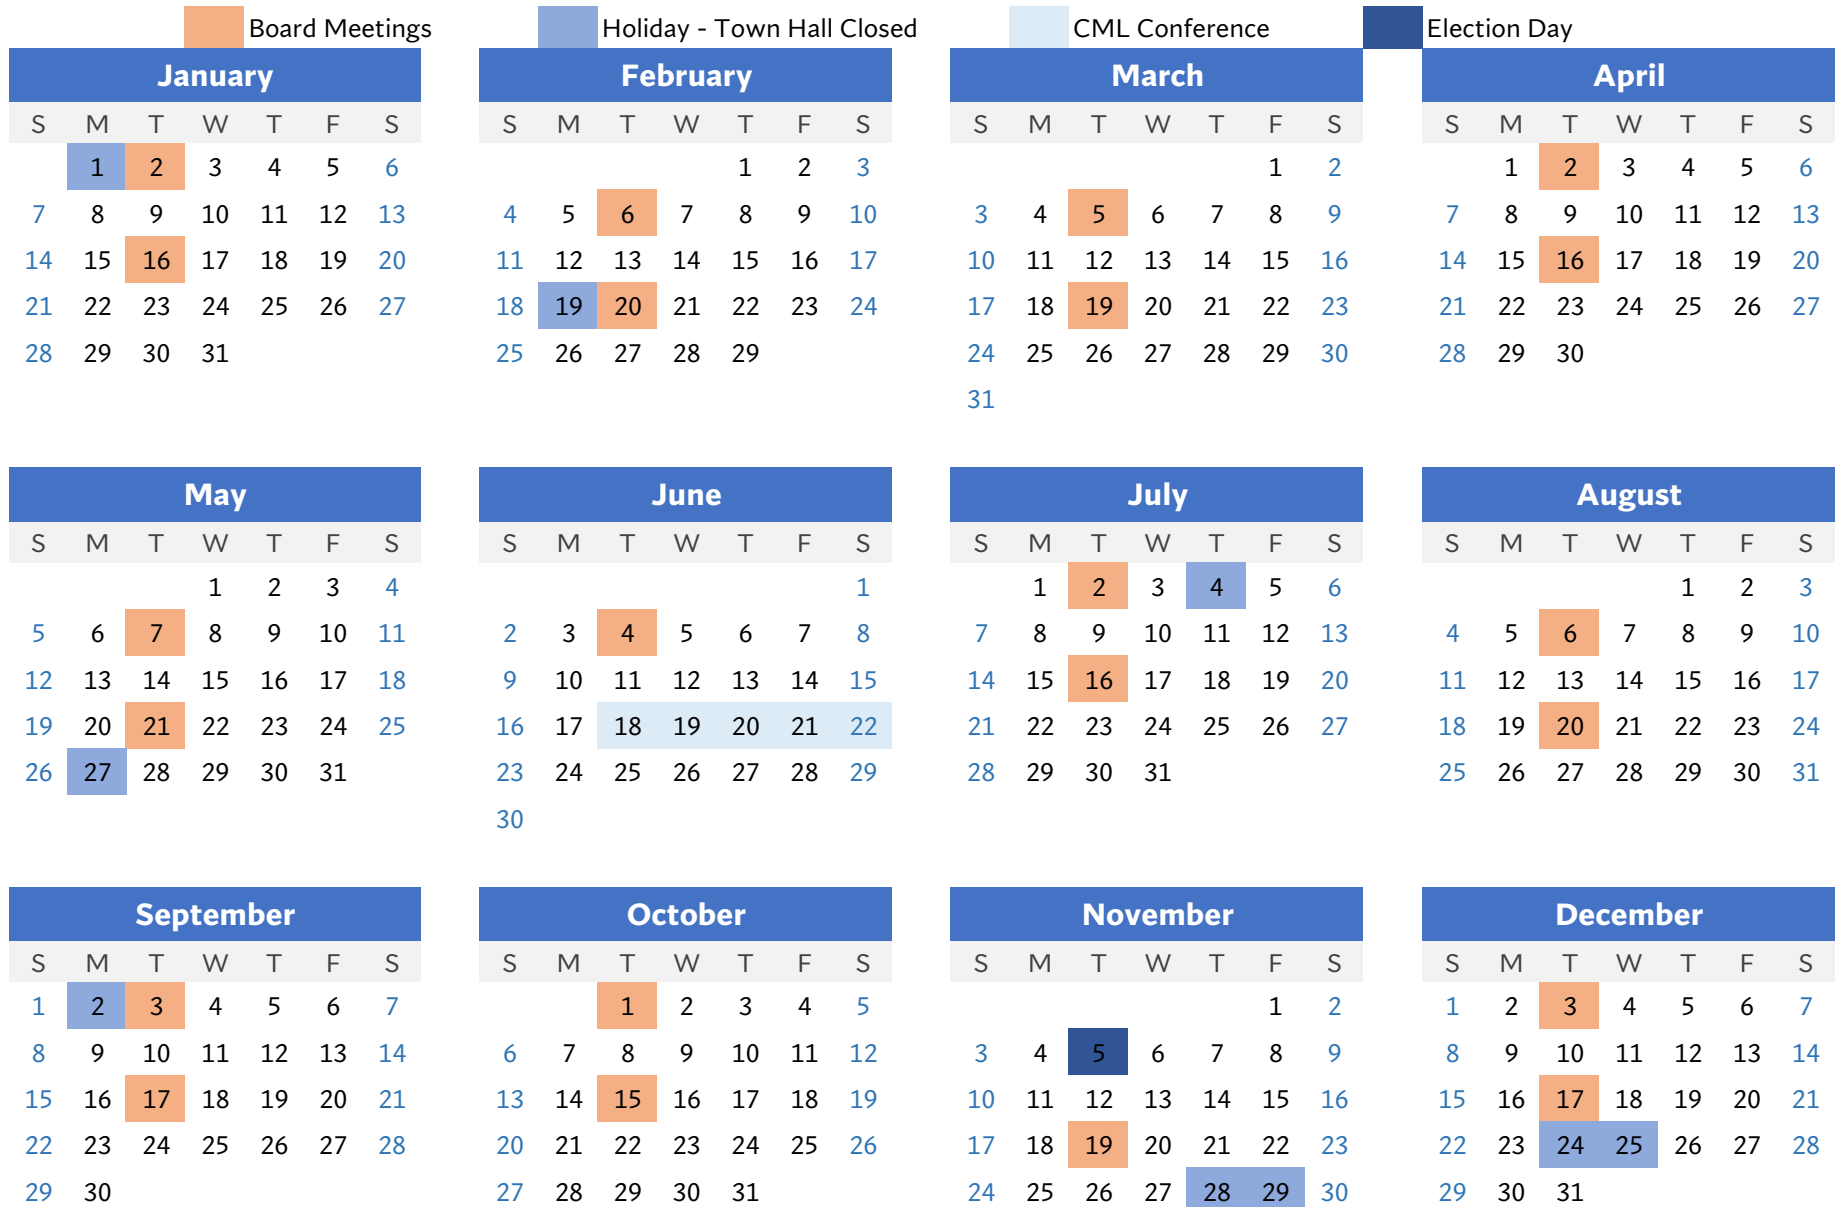 Board Meetings Holiday - Town Hall Closed CML Conference Election Day
January February March April
S M T W T F S S M T W T F S S M T W T F S S M T W T F S
1 2 3 4 5 6 1 2 3 1 2 1 2 3 4 5 6
7 8 9 10 11 12 13 4 5 6 7 8 9 10 3 4 5 6 7 8 9 7 8 9 10 11 12 13
14 15 16 17 18 19 20 11 12 13 14 15 16 17 10 11 12 13 14 15 16 14 15 16 17 18 19 20
21 22 23 24 25 26 27 18 19 20 21 22 23 24 17 18 19 20 21 22 23 21 22 23 24 25 26 27
28 29 30 31 25 26 27 28 29 24 25 26 27 28 29 30 28 29 30
31
May June July August
S M T W T F S S M T W T F S S M T W T F S S M T W T F S
1 2 3 4 1 1 2 3 4 5 6 1 2 3
5 6 7 8 9 10 11 2 3 4 5 6 7 8 7 8 9 10 11 12 13 4 5 6 7 8 9 10
12 13 14 15 16 17 18 9 10 11 12 13 14 15 14 15 16 17 18 19 20 11 12 13 14 15 16 17
19 20 21 22 23 24 25 16 17 18 19 20 21 22 21 22 23 24 25 26 27 18 19 20 21 22 23 24
26 27 28 29 30 31 23 24 25 26 27 28 29 28 29 30 31 25 26 27 28 29 30 31
30
September October November December
S M T W T F S S M T W T F S S M T W T F S S M T W T F S
1 2 3 4 5 6 7 1 2 3 4 5 1 2 1 2 3 4 5 6 7
8 9 10 11 12 13 14 6 7 8 9 10 11 12 3 4 5 6 7 8 9 8 9 10 11 12 13 14
15 16 17 18 19 20 21 13 14 15 16 17 18 19 10 11 12 13 14 15 16 15 16 17 18 19 20 21
22 23 24 25 26 27 28 20 21 22 23 24 25 26 17 18 19 20 21 22 23 22 23 24 25 26 27 28
29 30 27 28 29 30 31 24 25 26 27 28 29 30 29 30 31